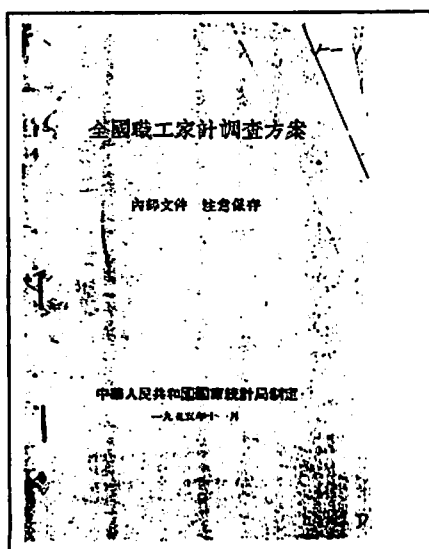 全國職工家計调查方案
內部文件 注意保存
中華人民共和國國家統計局制定
一九五五年十一月